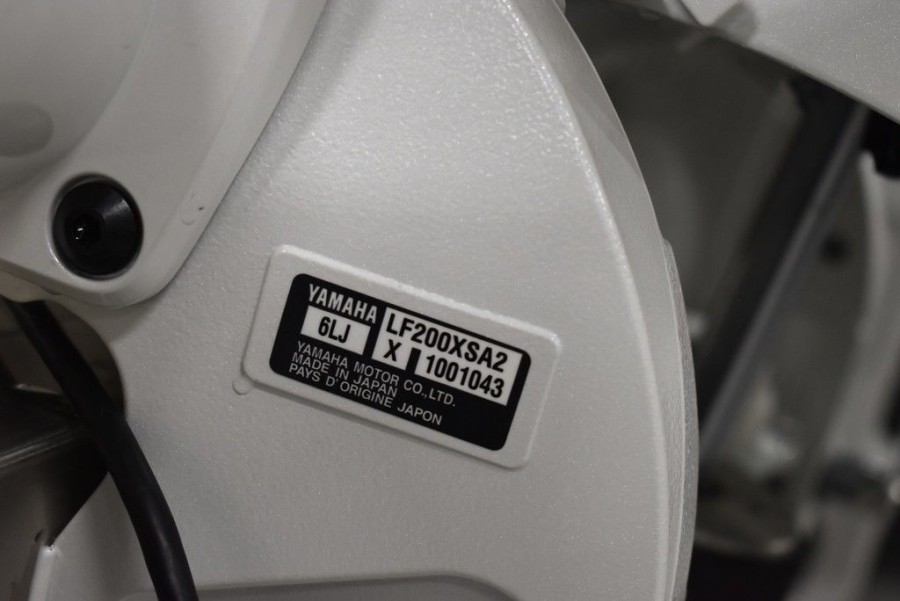 YAMAHA
LF200XSA2
6LJ
X 1001043
YAMAHA MOTOR CO.,LTD.
MADE IN JAPAN
PAYS D'ORIGINE JAPON